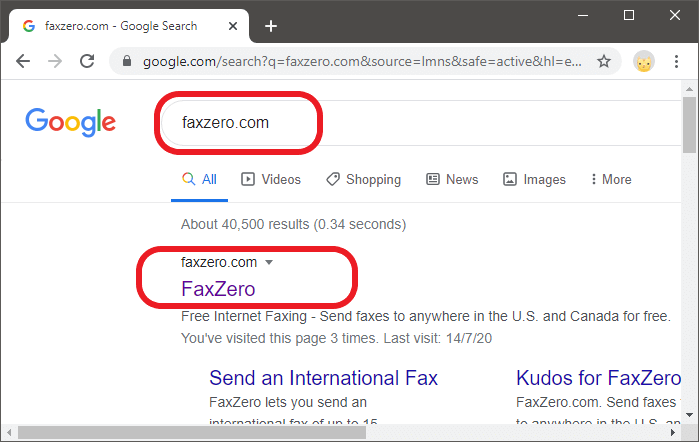 faxzero.com - Google Search
google.com/search?q=faxzero.com&source=lmns&safe=active&hl=e...
Google
faxzero.com
All Videos Shopping News Images More
About 40,500 results (0.34 seconds)
faxzero.com
FaxZero
Free Internet Faxing - Send faxes to anywhere in the U.S. and Canada for free.
You've visited this page 3 times. Last visit: 14/7/20
Send an International Fax
FaxZero lets you send an
international fax of up to 15
Kudos for FaxZero
FaxZero.com. Send faxes
to anywhere in the U.S.